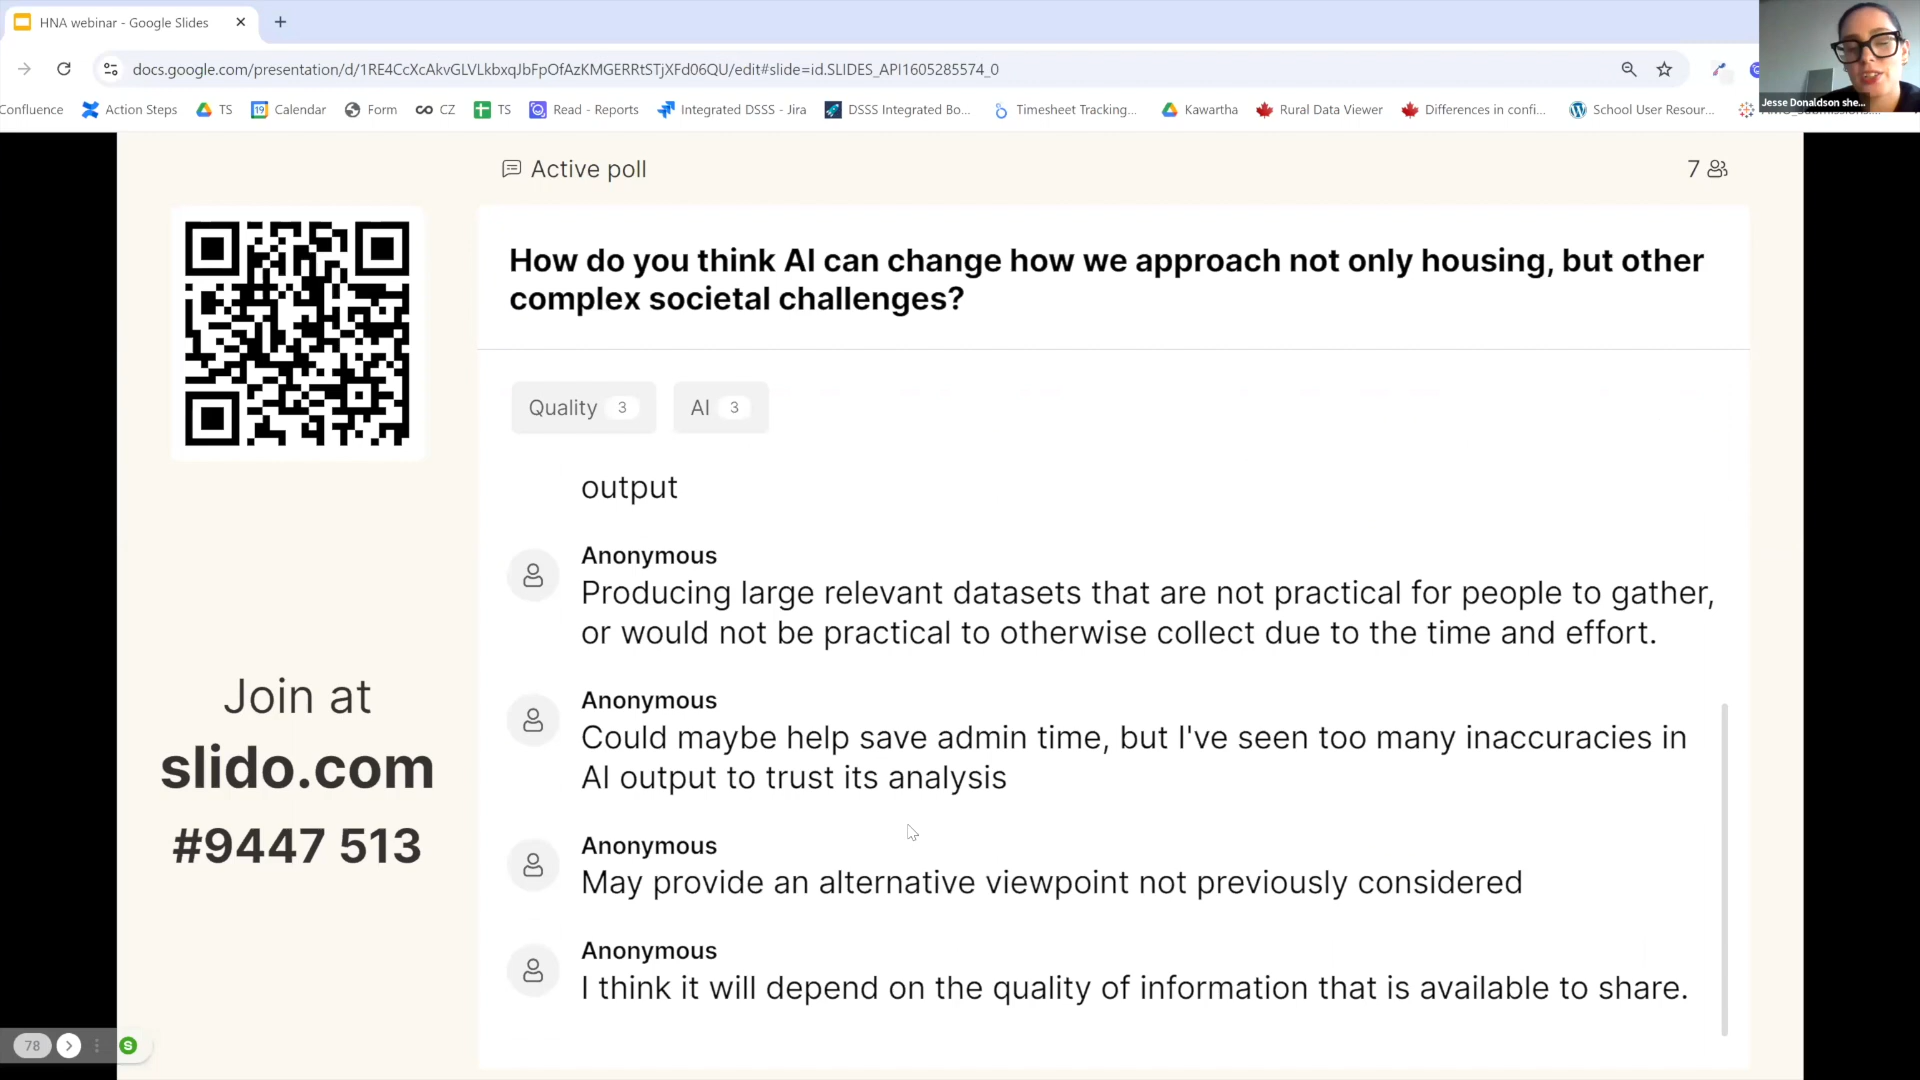 HNA webinar - Google Slides
docs.google.com/presentation/d/1RE4CcXcAkvGLVLkbxqJbFpOfAzKMGERRtSTjXFd06QU/edit#slide=id.SLIDES_API1605285574_0
Confluence Action Steps TS 19 Calendar Form CZ TS Read - Reports Integrated DSSS - Jira DSSS Integrated Bo... Timesheet Tracking... Kawartha Rural Data Viewer Differences in confi... School User Resour...
Jesse Donaldson she...
Active poll
7
How do you think AI can change how we approach not only housing, but other
complex societal challenges?
Quality 3 AI 3
output
Anonymous
Producing large relevant datasets that are not practical for people to gather,
or would not be practical to otherwise collect due to the time and effort.
Anonymous
Could maybe help save admin time, but I've seen too many inaccuracies in
AI output to trust its analysis
Anonymous
May provide an alternative viewpoint not previously considered
Anonymous
I think it will depend on the quality of information that is available to share.
Join at
slido.com
#9447 513
78
S